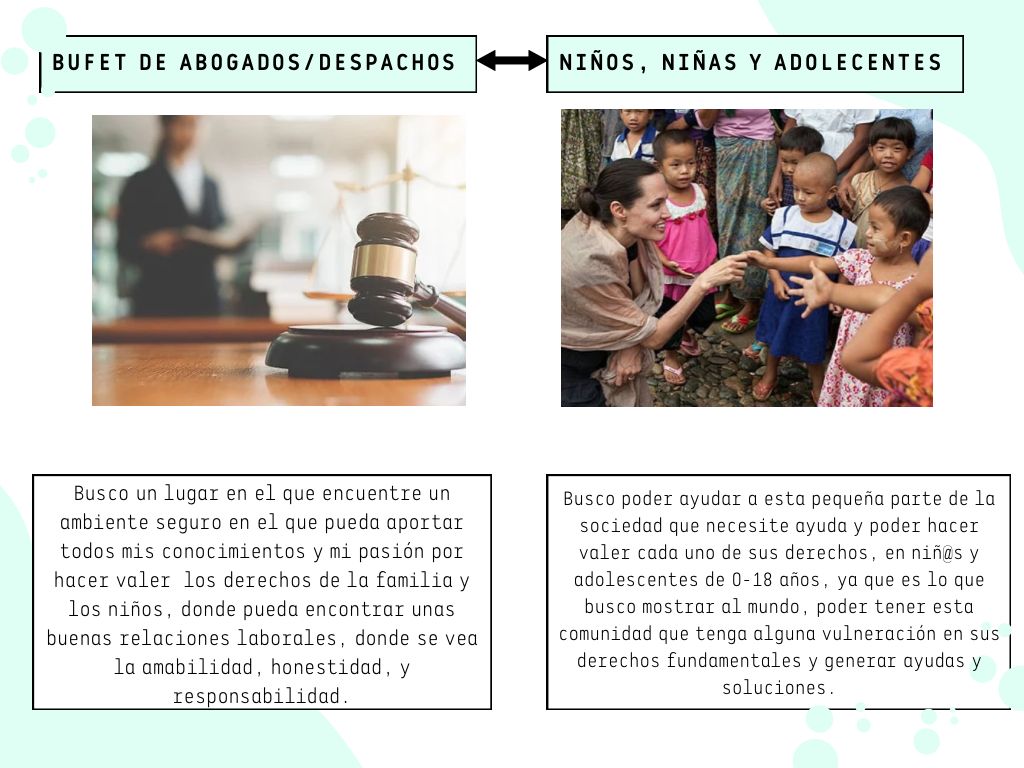 BUFET DE ABOGADOS/DESPACHOS
NIÑOS, NIÑAS Y ADOLECENTES
Busco un lugar en el que encuentre un
ambiente seguro en el que pueda aportar
todos mis conocimientos y mi pasión por
hacer valer los derechos de la familia y
los niños, donde pueda encontrar unas
buenas relaciones laborales, donde se vea
la amabilidad, honestidad, y
responsabilidad.
Busco poder ayudar a esta pequeña parte de la
sociedad que necesite ayuda y poder hacer
valer cada uno de sus derechos, en niñ@s y
adolescentes de 0-18 años, ya que es lo que
busco mostrar al mundo, poder tener esta
comunidad que tenga alguna vulneración en sus
derechos fundamentales y generar ayudas y
soluciones.